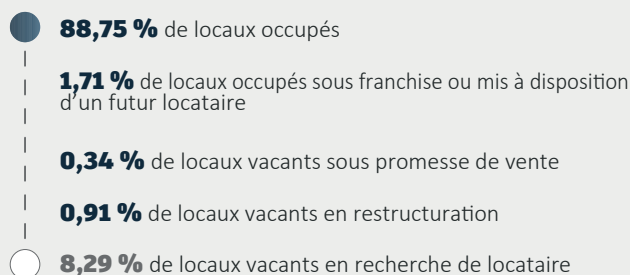 88,75 % de locaux occupés
1,71 % de locaux occupés sous franchise ou mis à disposition
d'un futur locataire
0,34 % de locaux vacants sous promesse de vente
0,91 % de locaux vacants en restructuration
8,29 % de locaux vacants en recherche de locataire